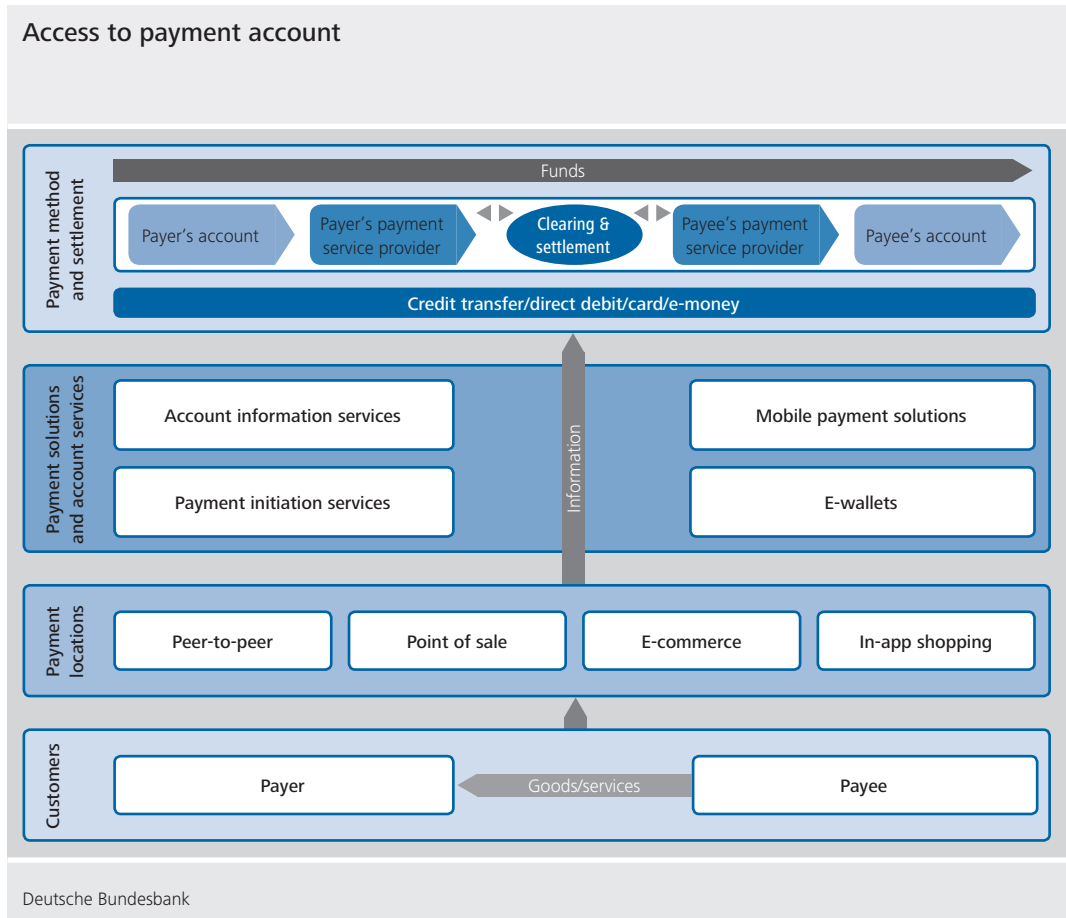 Access to payment account
Payment method
and settlement
Funds
Payer's account
Payer's payment
service provider
Clearing &
settlement
Payee's payment
service provider
Payee's account
Credit transfer/direct debit/card/e-money
Payment solutions
and account services
Account information services
Mobile payment solutions
Information
Payment initiation services
E-wallets
Payment
locations
Peer-to-peer
Point of sale
E-commerce
In-app shopping
Customers
Payer
Goods/services
Payee
Deutsche Bundesbank